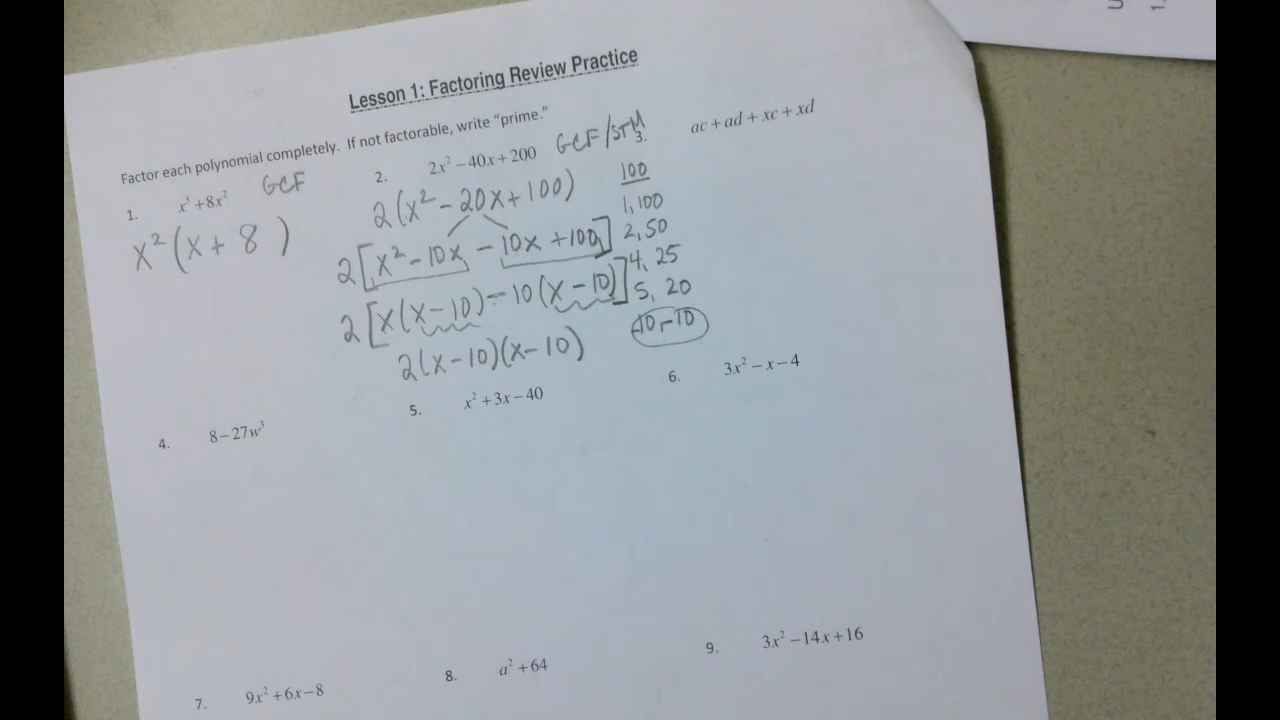 Lesson 1: Factoring Review Practice
Factor each polynomial completely. If not factorable, write "prime."
1. x³ + 8x² GCF
x² (x + 8 )
2. 2x² – 40x + 200 GCF/STM
2(x² – 20x + 100)
2[x² – 10x – 10x + 100]
2[x(x – 10) – 10(x – 10)]
2(x – 10)(x – 10)
100
1, 100
2, 50
4, 25
5, 20
-10, -10
3. ac + ad + xc + xd
4. 8 – 27w³
5. x² + 3x – 40
6. 3x² – x – 4
7. 9x² + 6x – 8
8. a² + 64
9. 3x² – 14x + 16